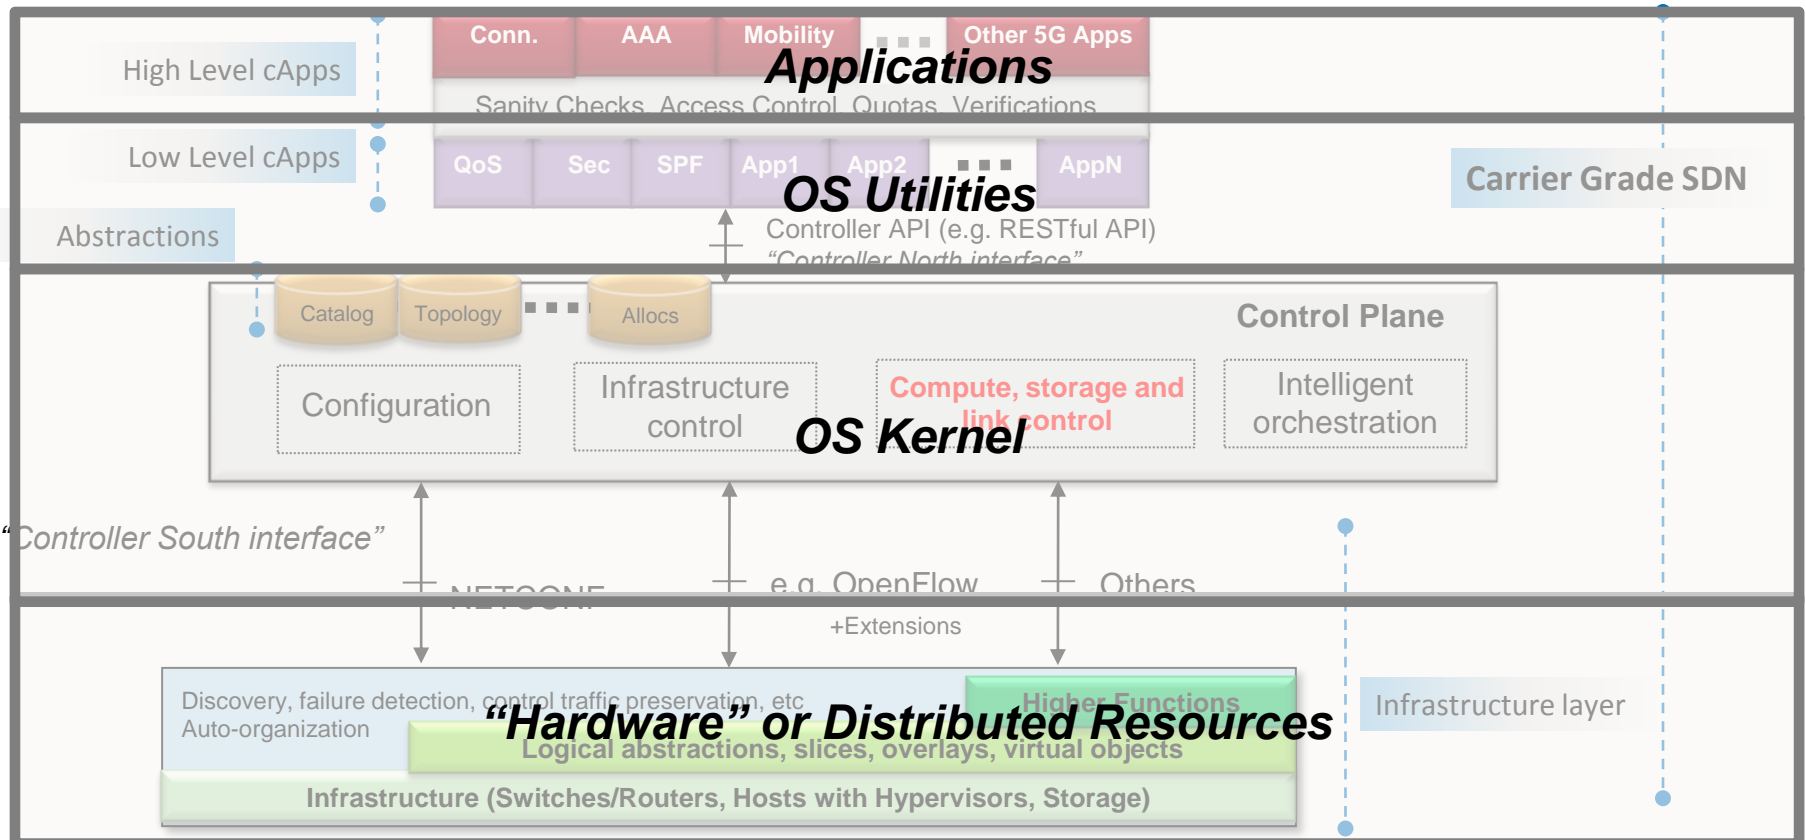 Conn.
AAA
Mobility
Other 5G Apps
High Level cApps
Applications
Sanity Checks, Access Control, Quotas, Verifications
Low Level cApps
QoS
Sec
SPF
App1
App2
AppN
Carrier Grade SDN
OS Utilities
Abstractions
Controller API (e.g. RESTful API)
“Controller North interface”
Catalog
Topology
Allocs
Control Plane
Configuration
Infrastructure
control
Compute, storage and
link control
Intelligent
orchestration
OS Kernel
“Controller South interface”
NETCONF
e.g. OpenFlow
+Extensions
Others
Discovery, failure detection, control traffic preservation, etc
Auto-organization
Higher Functions
“Hardware” or Distributed Resources
Infrastructure layer
Logical abstractions, slices, overlays, virtual objects
Infrastructure (Switches/Routers, Hosts with Hypervisors, Storage)